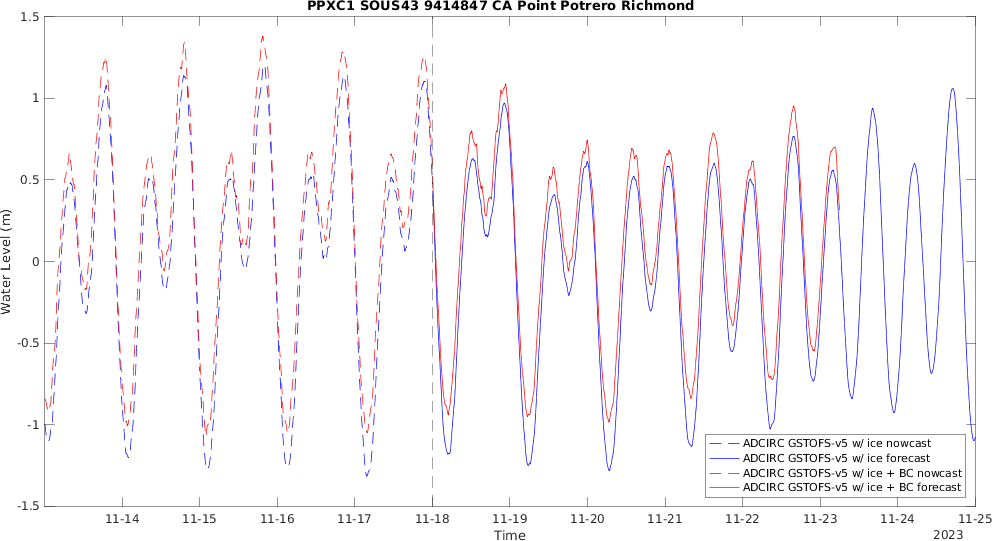 PPXC1 SOUS43 9414847 CA Point Potrero Richmond
1.5
1
0.5
0
-0.5
-1
-1.5
Water Level (m)
11-14 11-15 11-16 11-17 11-18 11-19 11-20 11-21 11-22 11-23 11-24 11-25
Time
2023
ADCIRC GSTOFS-v5 w/ ice nowcast
ADCIRC GSTOFS-v5 w/ ice forecast
ADCIRC GSTOFS-v5 w/ ice + BC nowcast
ADCIRC GSTOFS-v5 w/ ice + BC forecast